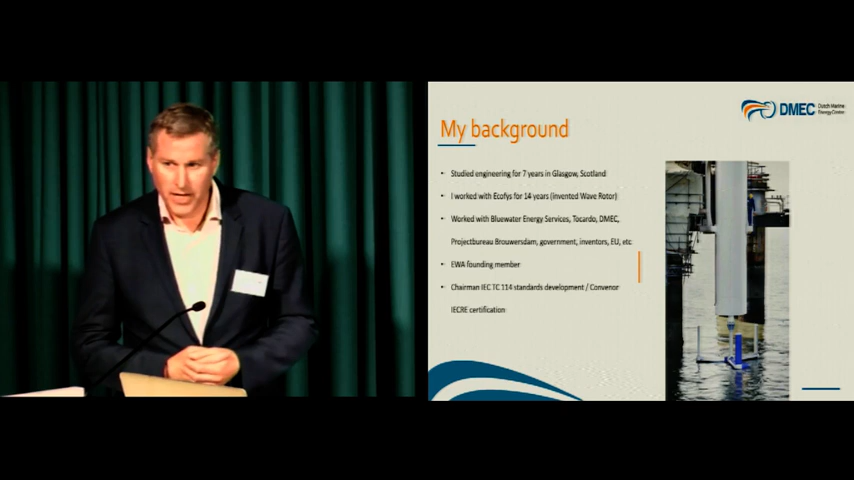 DMEC Dutch Marine
Energy Centre
My background
• Studied engineering for 7 years in Glasgow, Scotland
• I worked with Ecofys for 14 years (invented Wave Rotor)
• Worked with Bluewater Energy Services, Tocardo, DMEC,
Projectbureau Brouwersdam, government, inventors, EU, etc
• EWA founding member
• Chairman IEC TC 114 standards development / Convenor
IECRE certification